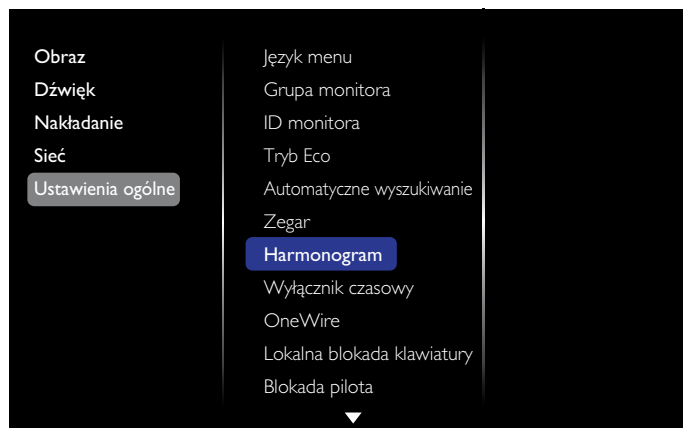 Obraz
Dźwięk
Nakładanie
Sieć
Ustawienia ogólne
Język menu
Grupa monitora
ID monitora
Tryb Eco
Automatyczne wyszukiwanie
Zegar
Harmonogram
Wyłącznik czasowy
OneWire
Lokalna blokada klawiatury
Blokada pilota